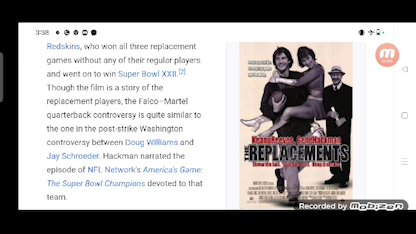 3:38
Redskins, who won all three replacement
games without any of their regular players
and went on to win Super Bowl XXII.[2]
Though the film is a story of the
replacement players, the Falco–Martel
quarterback controversy is quite similar to
the one in the post-strike Washington
controversy between Doug Williams and
Jay Schroeder. Hackman narrated the
episode of NFL Network's America's Game:
The Super Bowl Champions devoted to that
team.
Keanu Reeves Gene Hackman
THE REPLACEMENTS
Recorded by Mobizen